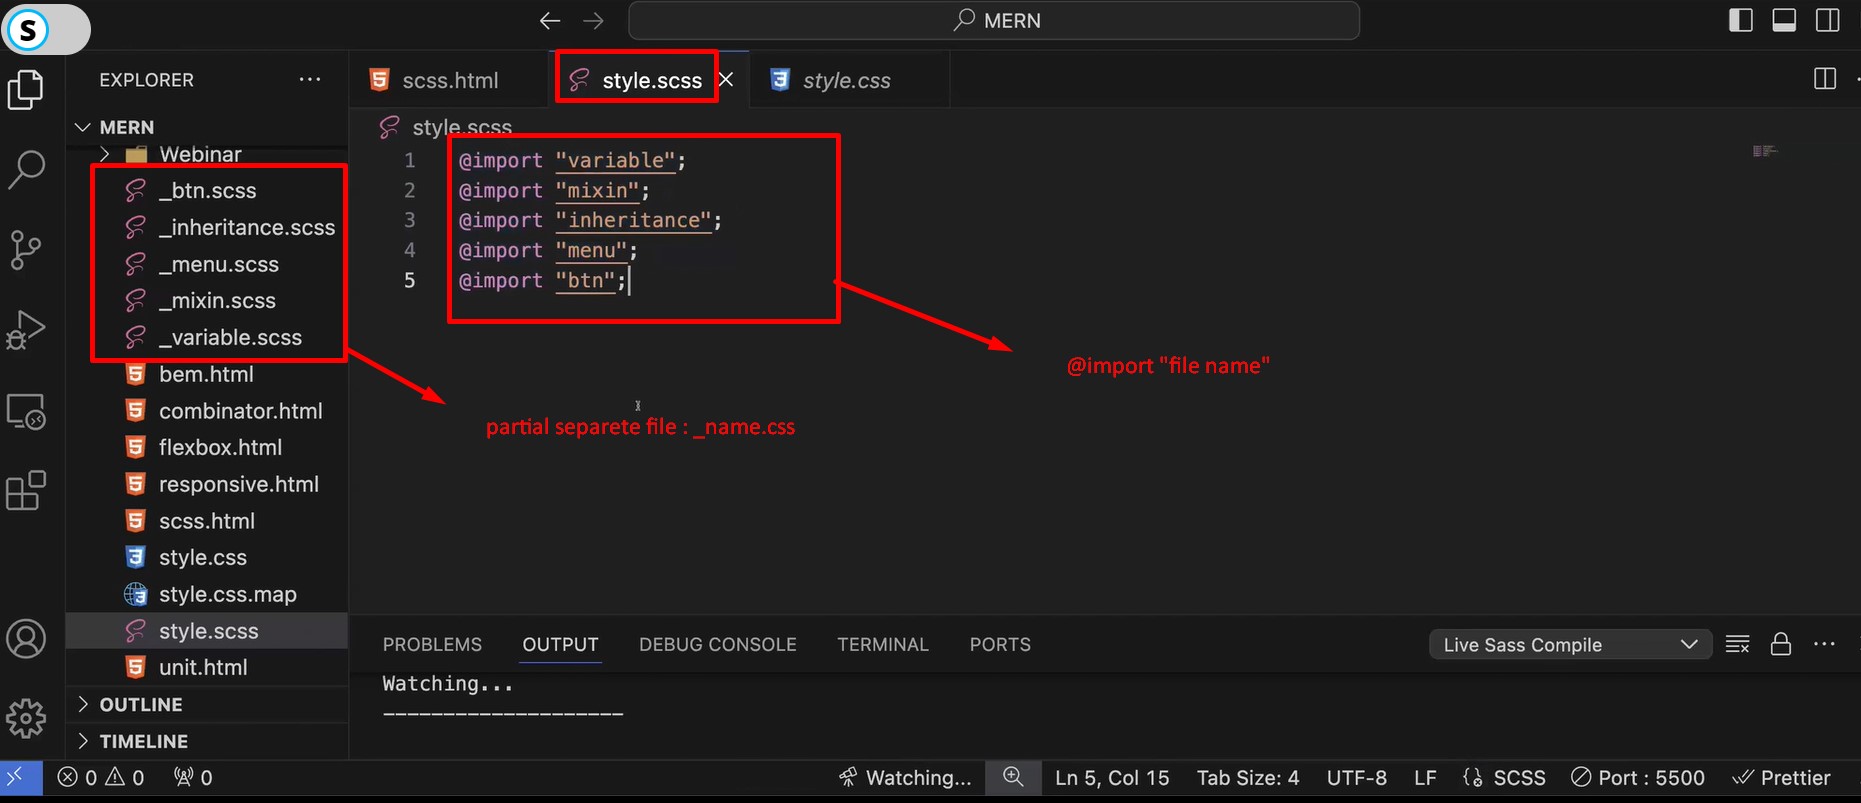 S
MERN
EXPLORER
scss.html
style.scss
style.css
MERN
style.scss
Webinar
_btn.scss
_inheritance.scss
_menu.scss
_mixin.scss
_variable.scss
bem.html
combinator.html
flexbox.html
responsive.html
scss.html
style.css
style.css.map
style.scss
unit.html
OUTLINE
TIMELINE
1 @import "variable";
2 @import "mixin";
3 @import "inheritance";
4 @import "menu";
5 @import "btn";
@import "file name"
partial separete file : _name.css
PROBLEMS OUTPUT DEBUG CONSOLE TERMINAL PORTS
Live Sass Compile
Watching...
--------------------
0 0 0 Watching... Ln 5, Col 15 Tab Size: 4 UTF-8 LF SCSS Port : 5500 Prettier